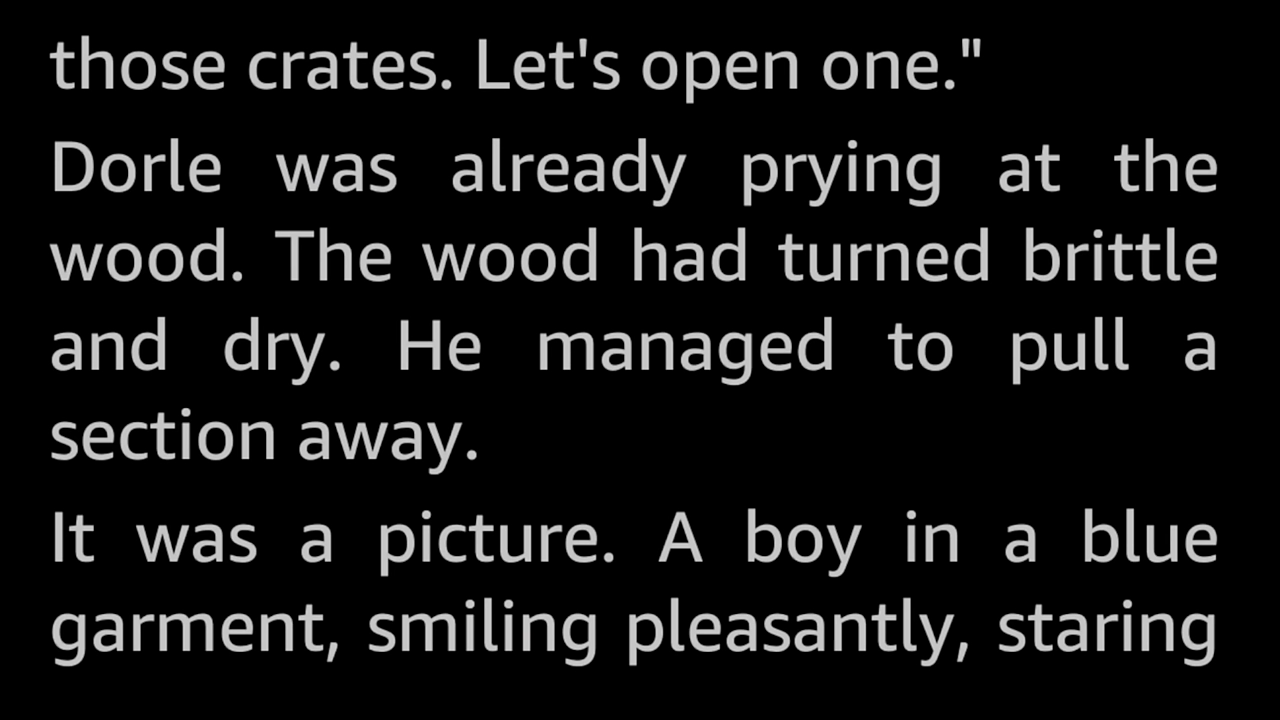 those crates. Let's open one."
Dorle was already prying at the
wood. The wood had turned brittle
and dry. He managed to pull a
section away.
It was a picture. A boy in a blue
garment, smiling pleasantly, staring